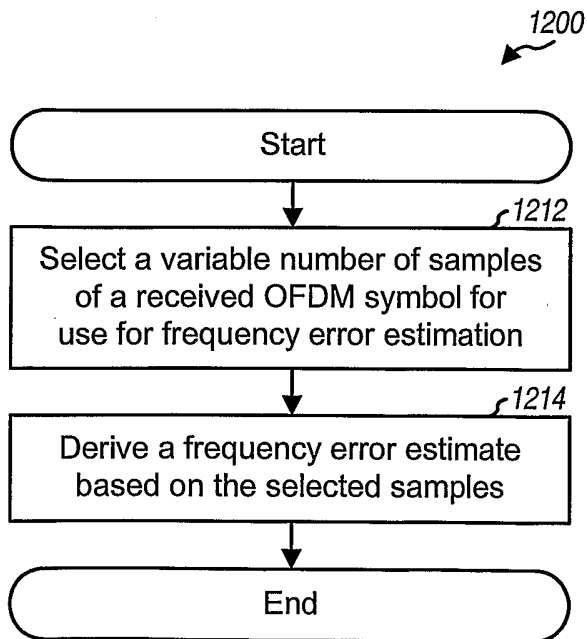 1200
Start
1212
Select a variable number of samples
of a received OFDM symbol for
use for frequency error estimation
1214
Derive a frequency error estimate
based on the selected samples
End